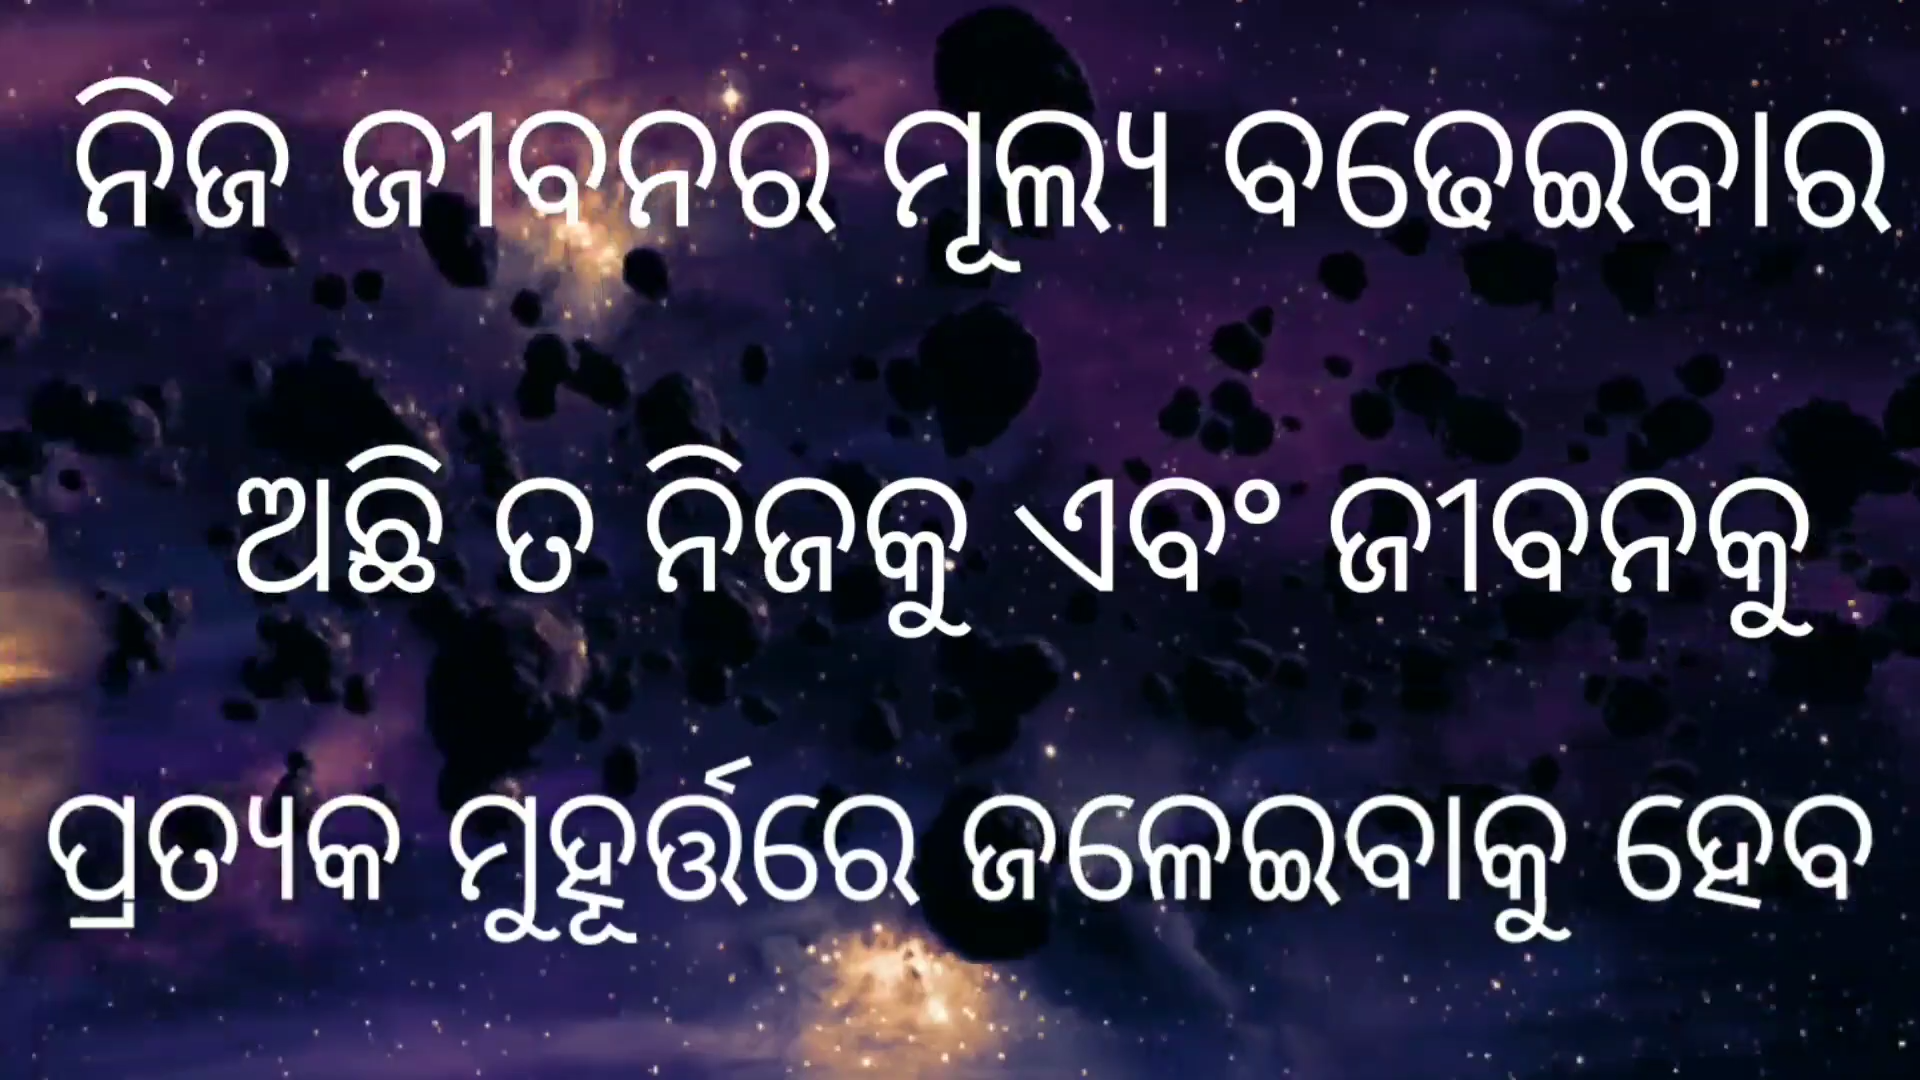 ନିଜ ଜୀବନର ମୂଲ୍ୟ ବଢେଇବାର
ଅଛି ତ ନିଜକୁ ଏବଂ ଜୀବନକୁ
ପ୍ରତ୍ୟକ ମୁହୂର୍ତ୍ତରେ ଜଳେଇବାକୁ ହେବ